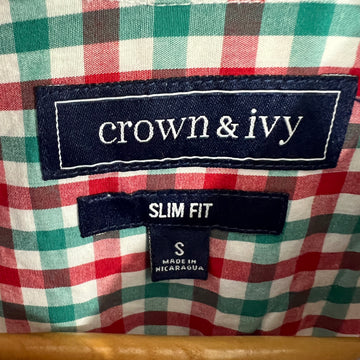 crown & ivy
SLIM FIT
S
MADE IN
NICARAGUA